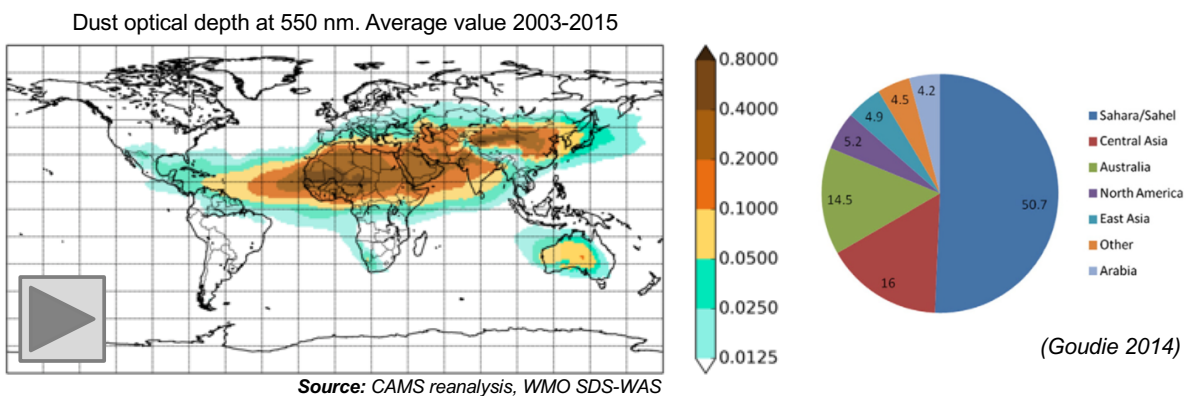 Dust optical depth at 550 nm. Average value 2003-2015
0.8000
0.4000
0.2000
0.1000
0.0500
0.0250
0.0125
Source: CAMS reanalysis, WMO SDS-WAS
4.2
4.5
4.9
5.2
14.5
16
50.7
Sahara/Sahel
Central Asia
Australia
North America
East Asia
Other
Arabia
(Goudie 2014)